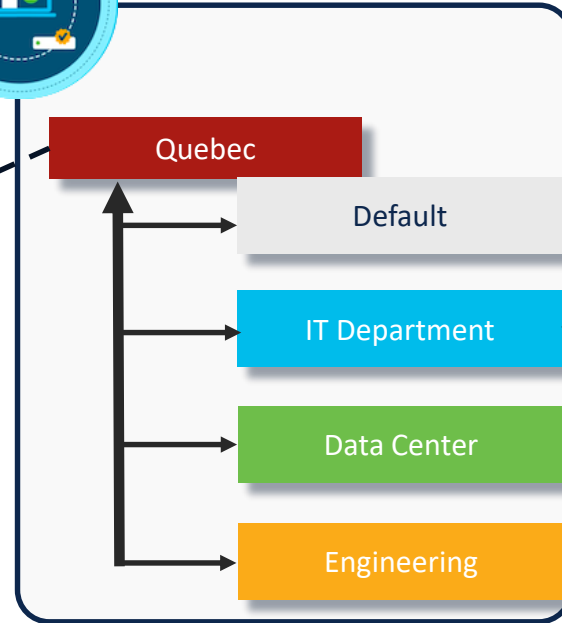 Quebec
Default
IT Department
Data Center
Engineering